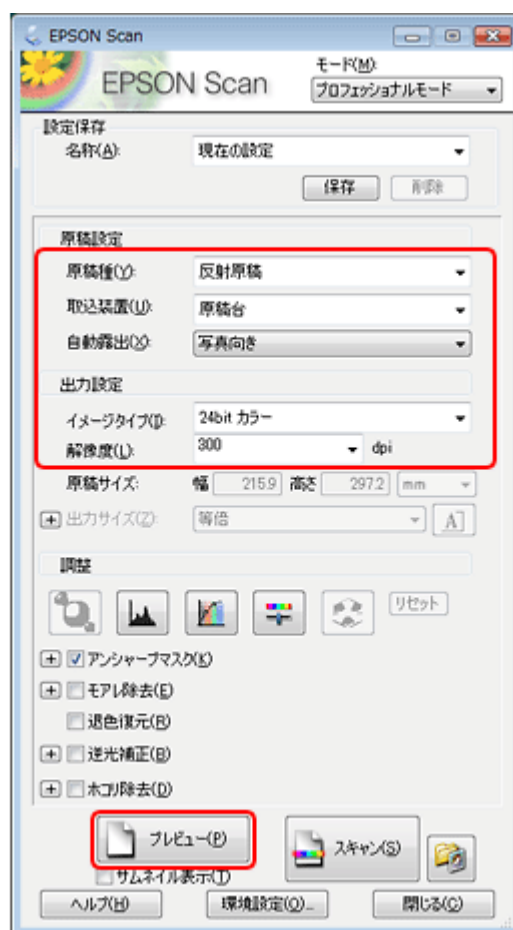 EPSON Scan
EPSON Scan
モード(M):
プロフェッショナルモード
設定保存
名称(A):
現在の設定
保存
削除
原稿設定
原稿種(Y):
反射原稿
取込装置(U):
原稿台
自動露出(X):
写真向き
出力設定
イメージタイプ(I):
24bit カラー
解像度(L):
300
dpi
原稿サイズ:
幅 215.9 高さ 297.2 mm
出力サイズ(Z):
等倍
調整
リセット
アンシャープマスク(K)
モアレ除去(E)
退色復元(R)
逆光補正(B)
ホコリ除去(D)
プレビュー(P)
スキャン(S)
サムネイル表示(T)
ヘルプ(H)
環境設定(O)...
閉じる(C)